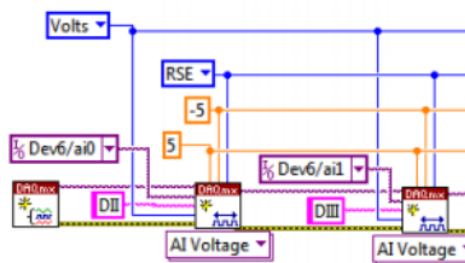 Volts
RSE
-5
5
Dev6/ai0
Dev6/ai1
DAQmx
DII
DAQmx
DIII
DAQmx
AI Voltage
AI Voltage